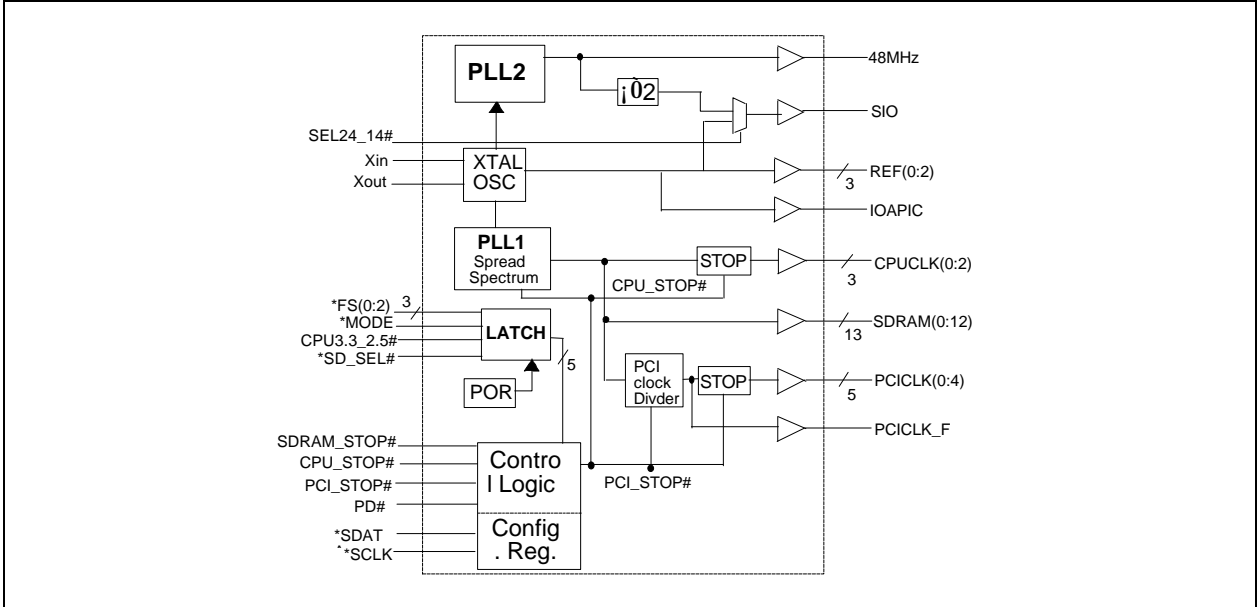 PLL2
48MHz
¡Ò2
SIO
SEL24_14#
Xin
Xout
XTAL
OSC
REF(0:2)
3
IOAPIC
PLL1
Spread
Spectrum
STOP
CPUCLK(0:2)
3
CPU_STOP#
*FS(0:2)
3
*MODE
CPU3.3_2.5#
*SD_SEL#
LATCH
5
SDRAM(0:12)
13
POR
PCI
clock
Divder
STOP
PCICLK(0:4)
5
PCICLK_F
SDRAM_STOP#
CPU_STOP#
PCI_STOP#
PD#
Contro
l Logic
PCI_STOP#
*SDAT
*SCLK
Config
. Reg.